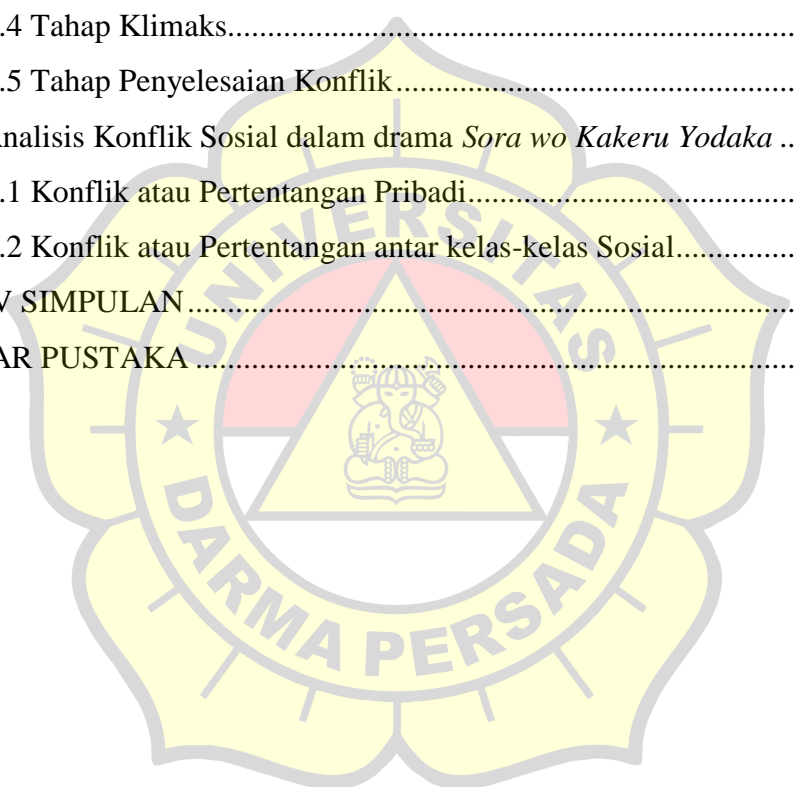 .4 Tahap Klimaks......................................................................
.5 Tahap Penyelesaian Konflik..................................................
Analisis Konflik Sosial dalam drama Sora wo Kakeru Yodaka ..
.1 Konflik atau Pertentangan Pribadi.........................................
.2 Konflik atau Pertentangan antar kelas-kelas Sosial...............
V SIMPULAN...........................................................................
AR PUSTAKA ..........................................................................
UNIVERSITAS
DARMA PERSADA